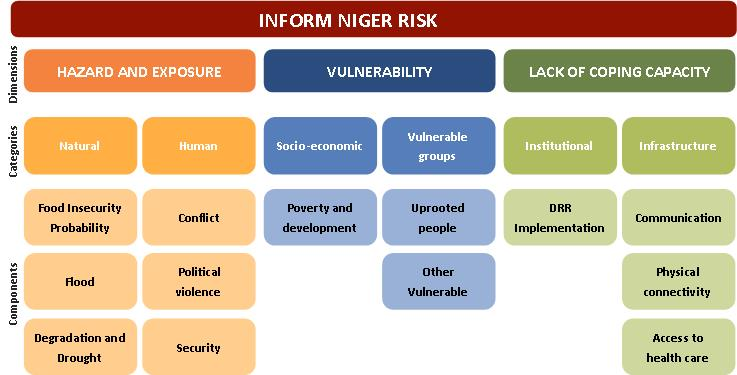 INFORM NIGER RISK
Dimensions
HAZARD AND EXPOSURE
VULNERABILITY
LACK OF COPING CAPACITY
Categories
Natural
Human
Socio-economic
Vulnerable
groups
Institutional
Infrastructure
Components
Food Insecurity
Probability
Conflict
Poverty and
development
Uprooted
people
DRR
Implementation
Communication
Flood
Political
violence
Other
Vulnerable
Physical
connectivity
Degradation and
Drought
Security
Access to
health care